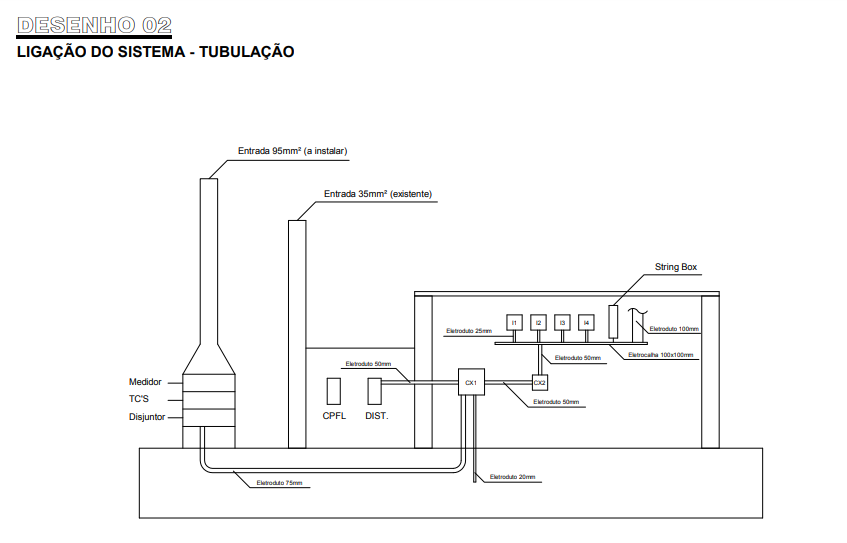 DESENHO 02
LIGAÇÃO DO SISTEMA - TUBULAÇÃO
Entrada 95mm² (a instalar)
Entrada 35mm² (existente)
String Box
I1
I2
I3
I4
Eletroduto 25mm
Eletroduto 100mm
Eletroduto 50mm
Eletrocalha 100x100mm
Eletroduto 50mm
Medidor
CX1
CX2
TC'S
Eletroduto 50mm
Disjuntor
CPFL
DIST.
Eletroduto 75mm
Eletroduto 20mm